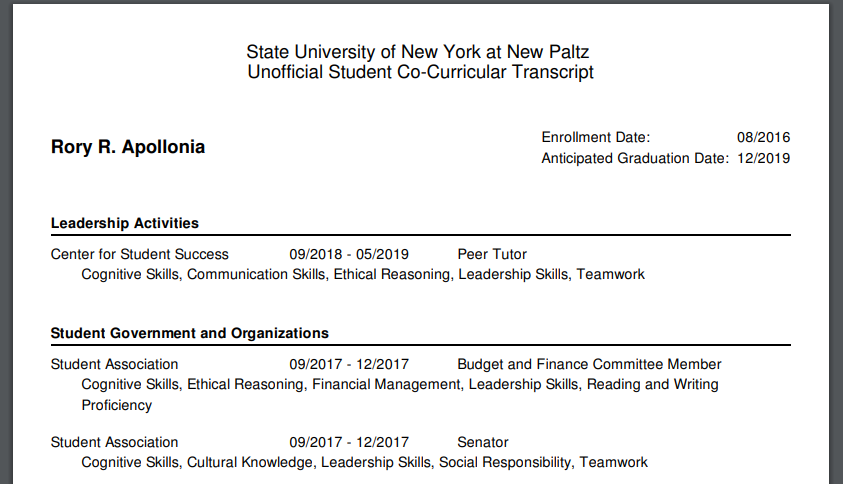 State University of New York at New Paltz
Unofficial Student Co-Curricular Transcript
Rory R. Apollonia
Enrollment Date: 08/2016
Anticipated Graduation Date: 12/2019
Leadership Activities
Center for Student Success 09/2018 - 05/2019 Peer Tutor
Cognitive Skills, Communication Skills, Ethical Reasoning, Leadership Skills, Teamwork
Student Government and Organizations
Student Association 09/2017 - 12/2017 Budget and Finance Committee Member
Cognitive Skills, Ethical Reasoning, Financial Management, Leadership Skills, Reading and Writing
Proficiency
Student Association 09/2017 - 12/2017 Senator
Cognitive Skills, Cultural Knowledge, Leadership Skills, Social Responsibility, Teamwork